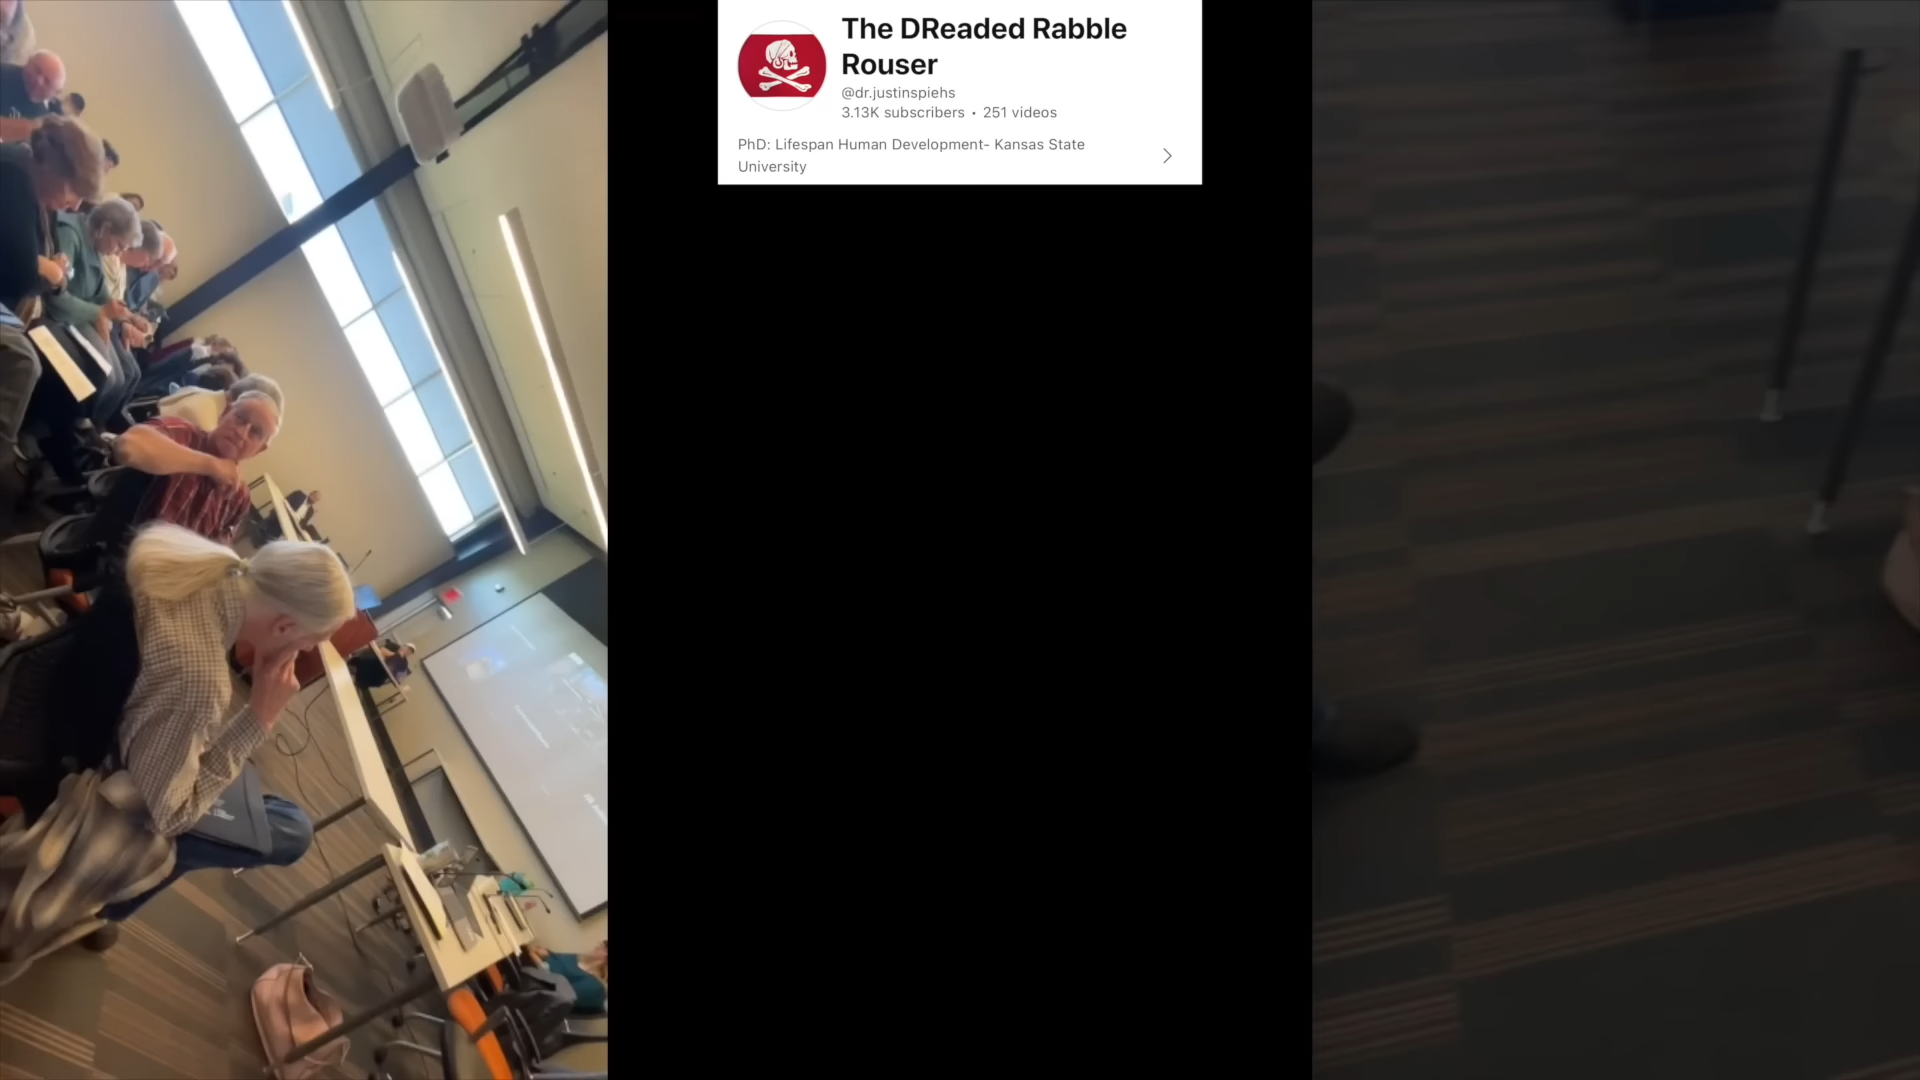 The DReaded Rabble
Rouser
@dr.justinspiehs
3.13K subscribers • 251 videos
PhD: Lifespan Human Development- Kansas State
University